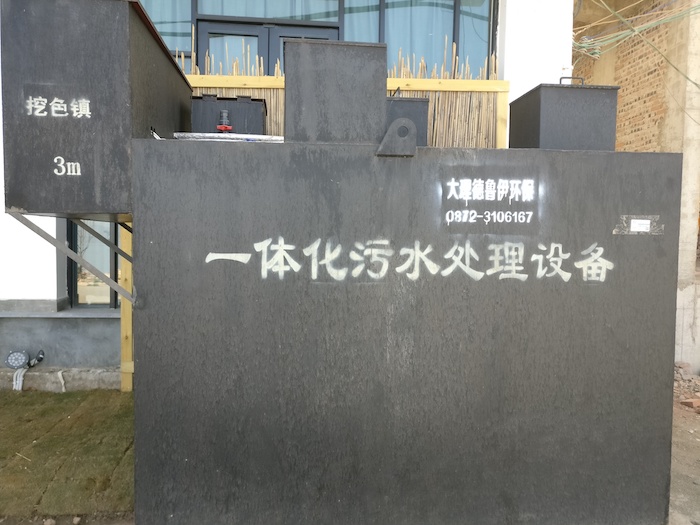 挖色镇
3m
大理德鲁伊环保
0872-3106167
一体化污水处理设备